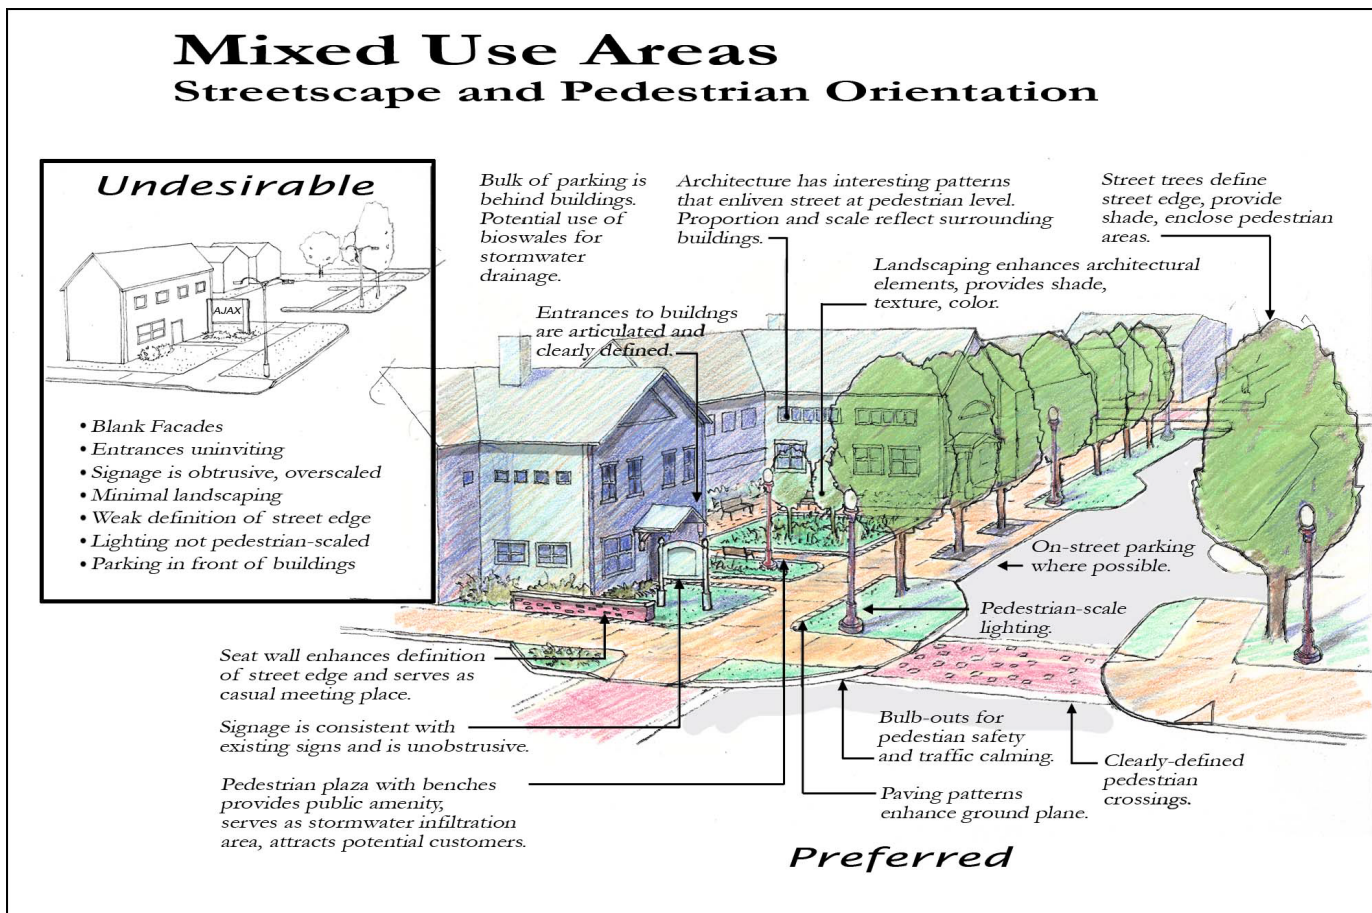 Mixed Use Areas
Streetscape and Pedestrian Orientation
Undesirable
AJAX
• Blank Facades
• Entrances uninviting
• Signage is obtrusive, overscaled
• Minimal landscaping
• Weak definition of street edge
• Lighting not pedestrian-scaled
• Parking in front of buildings
Bulk of parking is
behind buildings.
Potential use of
bioswales for
stormwater
drainage.
Architecture has interesting patterns
that enliven street at pedestrian level.
Proportion and scale reflect surrounding
buildings.
Street trees define
street edge, provide
shade, enclose pedestrian
areas.
Landscaping enhances architectural
elements, provides shade,
texture, color.
Entrances to buildngs
are articulated and
clearly defined.
On-street parking
where possible.
Pedestrian-scale
lighting.
Seat wall enhances definition
of street edge and serves as
casual meeting place.
Signage is consistent with
existing signs and is unobstrusive.
Pedestrian plaza with benches
provides public amenity,
serves as stormwater infiltration
area, attracts potential customers.
Bulb-outs for
pedestian safety
and traffic calming.
Paving patterns
enhance ground plane.
Clearly-defined
pedestrian
crossings.
Preferred